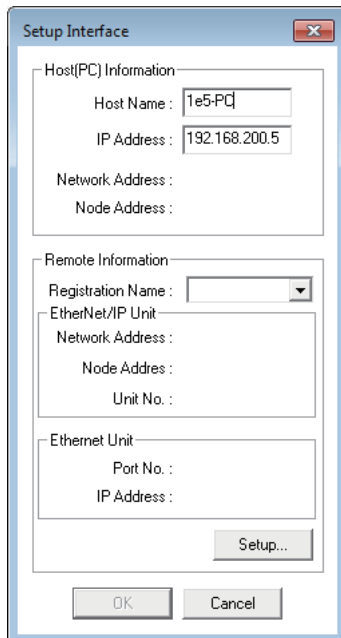 Setup Interface
Host(PC) Information
Host Name : 1e5-PC
IP Address : 192.168.200.5
Network Address :
Node Address :
Remote Information
Registration Name :
EtherNet/IP Unit
Network Address :
Node Addres :
Unit No. :
Ethernet Unit
Port No. :
IP Address :
Setup...
OK Cancel